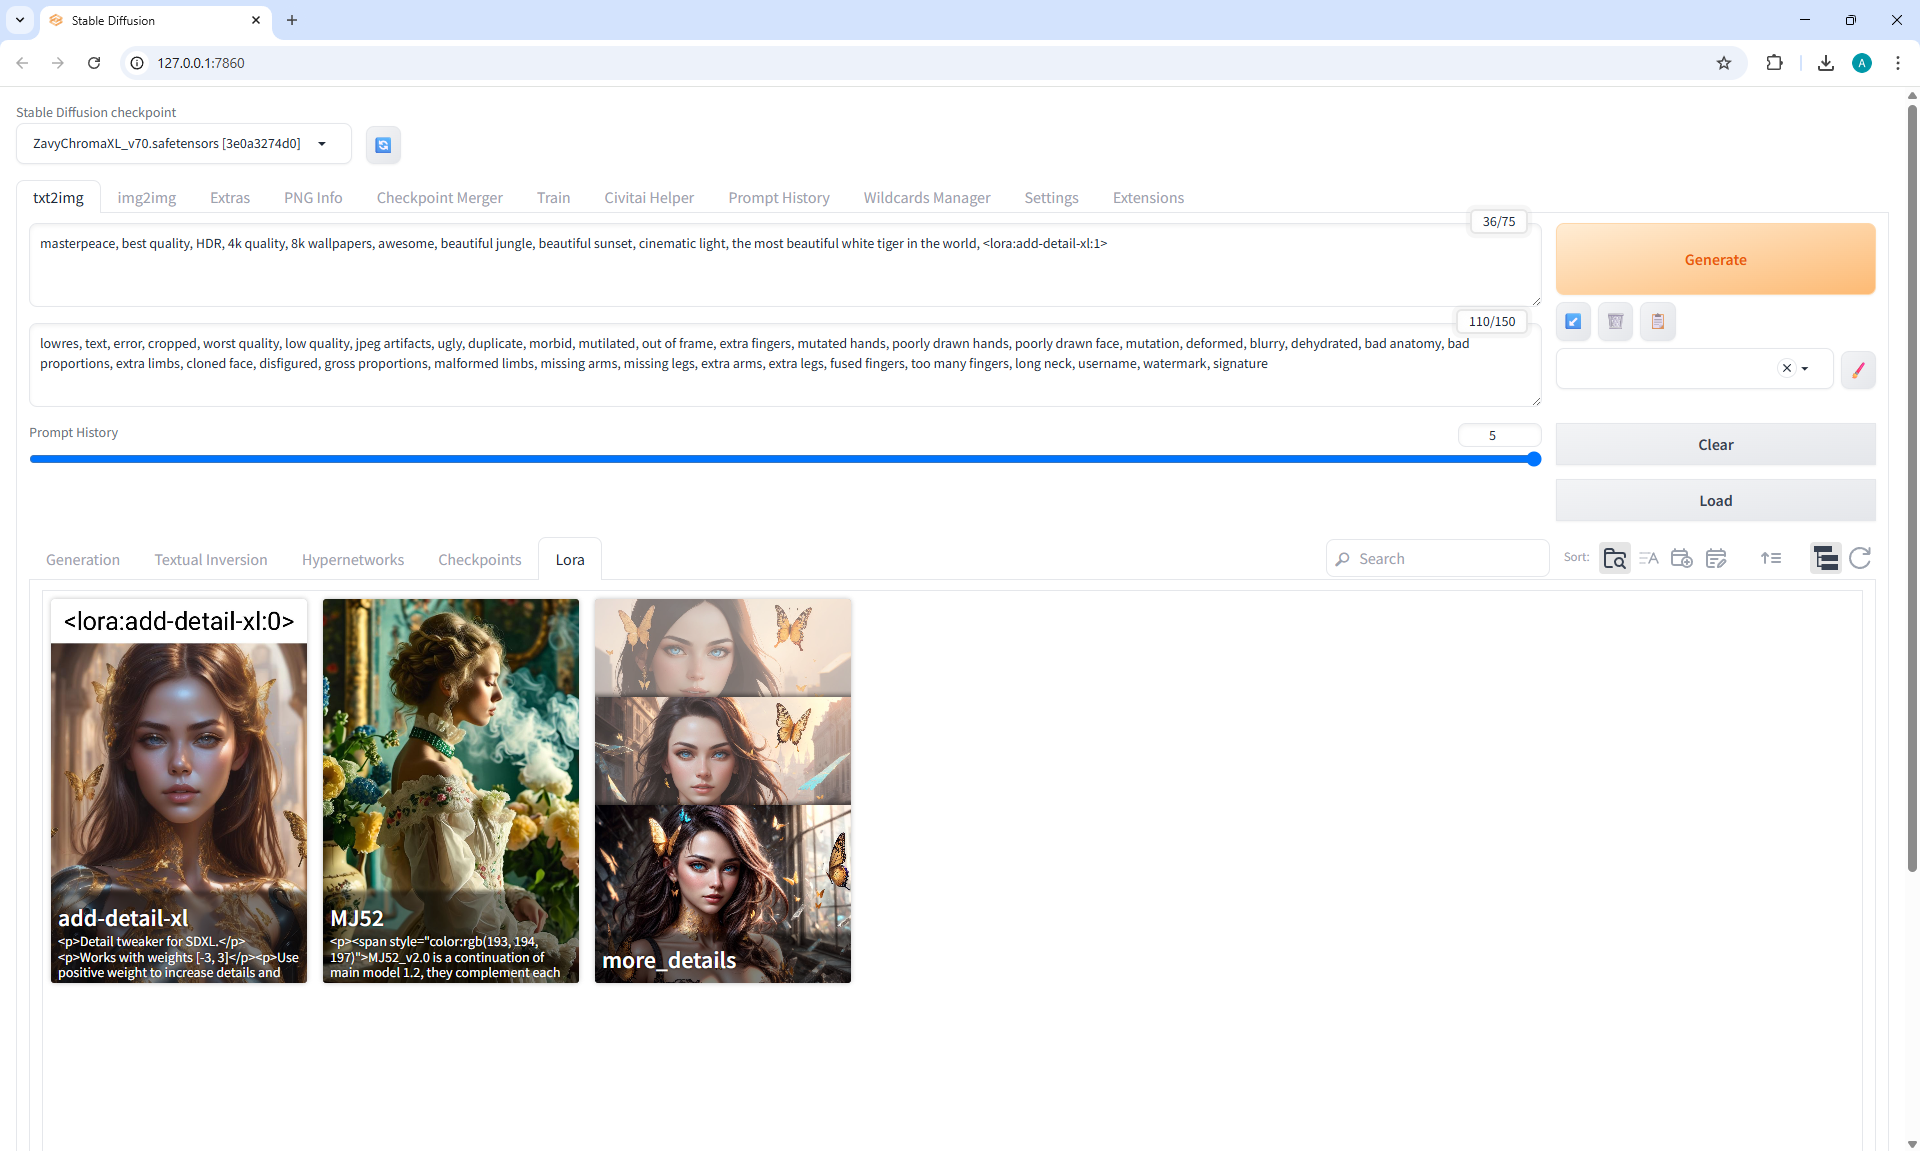 Stable Diffusion
127.0.0.1:7860
A
Stable Diffusion checkpoint
ZavyChromaXL_v70.safetensors [3e0a3274d0]
txt2img img2img Extras PNG Info Checkpoint Merger Train Civitai Helper Prompt History Wildcards Manager Settings Extensions
36/75
masterpeace, best quality, HDR, 4k quality, 8k wallpapers, awesome, beautiful jungle, beautiful sunset, cinematic light, the most beautiful white tiger in the world, <lora:add-detail-xl:1>
Generate
110/150
lowres, text, error, cropped, worst quality, low quality, jpeg artifacts, ugly, duplicate, morbid, mutilated, out of frame, extra fingers, mutated hands, poorly drawn hands, poorly drawn face, mutation, deformed, blurry, dehydrated, bad anatomy, bad
proportions, extra limbs, cloned face, disfigured, gross proportions, malformed limbs, missing arms, missing legs, extra arms, extra legs, fused fingers, too many fingers, long neck, username, watermark, signature
Prompt History
5
Clear
Load
Generation Textual Inversion Hypernetworks Checkpoints Lora
Search
Sort:
<lora:add-detail-xl:0>
add-detail-xl
<p>Detail tweaker for SDXL.</p>
<p>Works with weights [-3, 3]</p><p>Use
positive weight to increase details and
MJ52
<p><span style="color:rgb(193, 194,
197)">MJ52_v2.0 is a continuation of
main model 1.2, they complement each
more_details